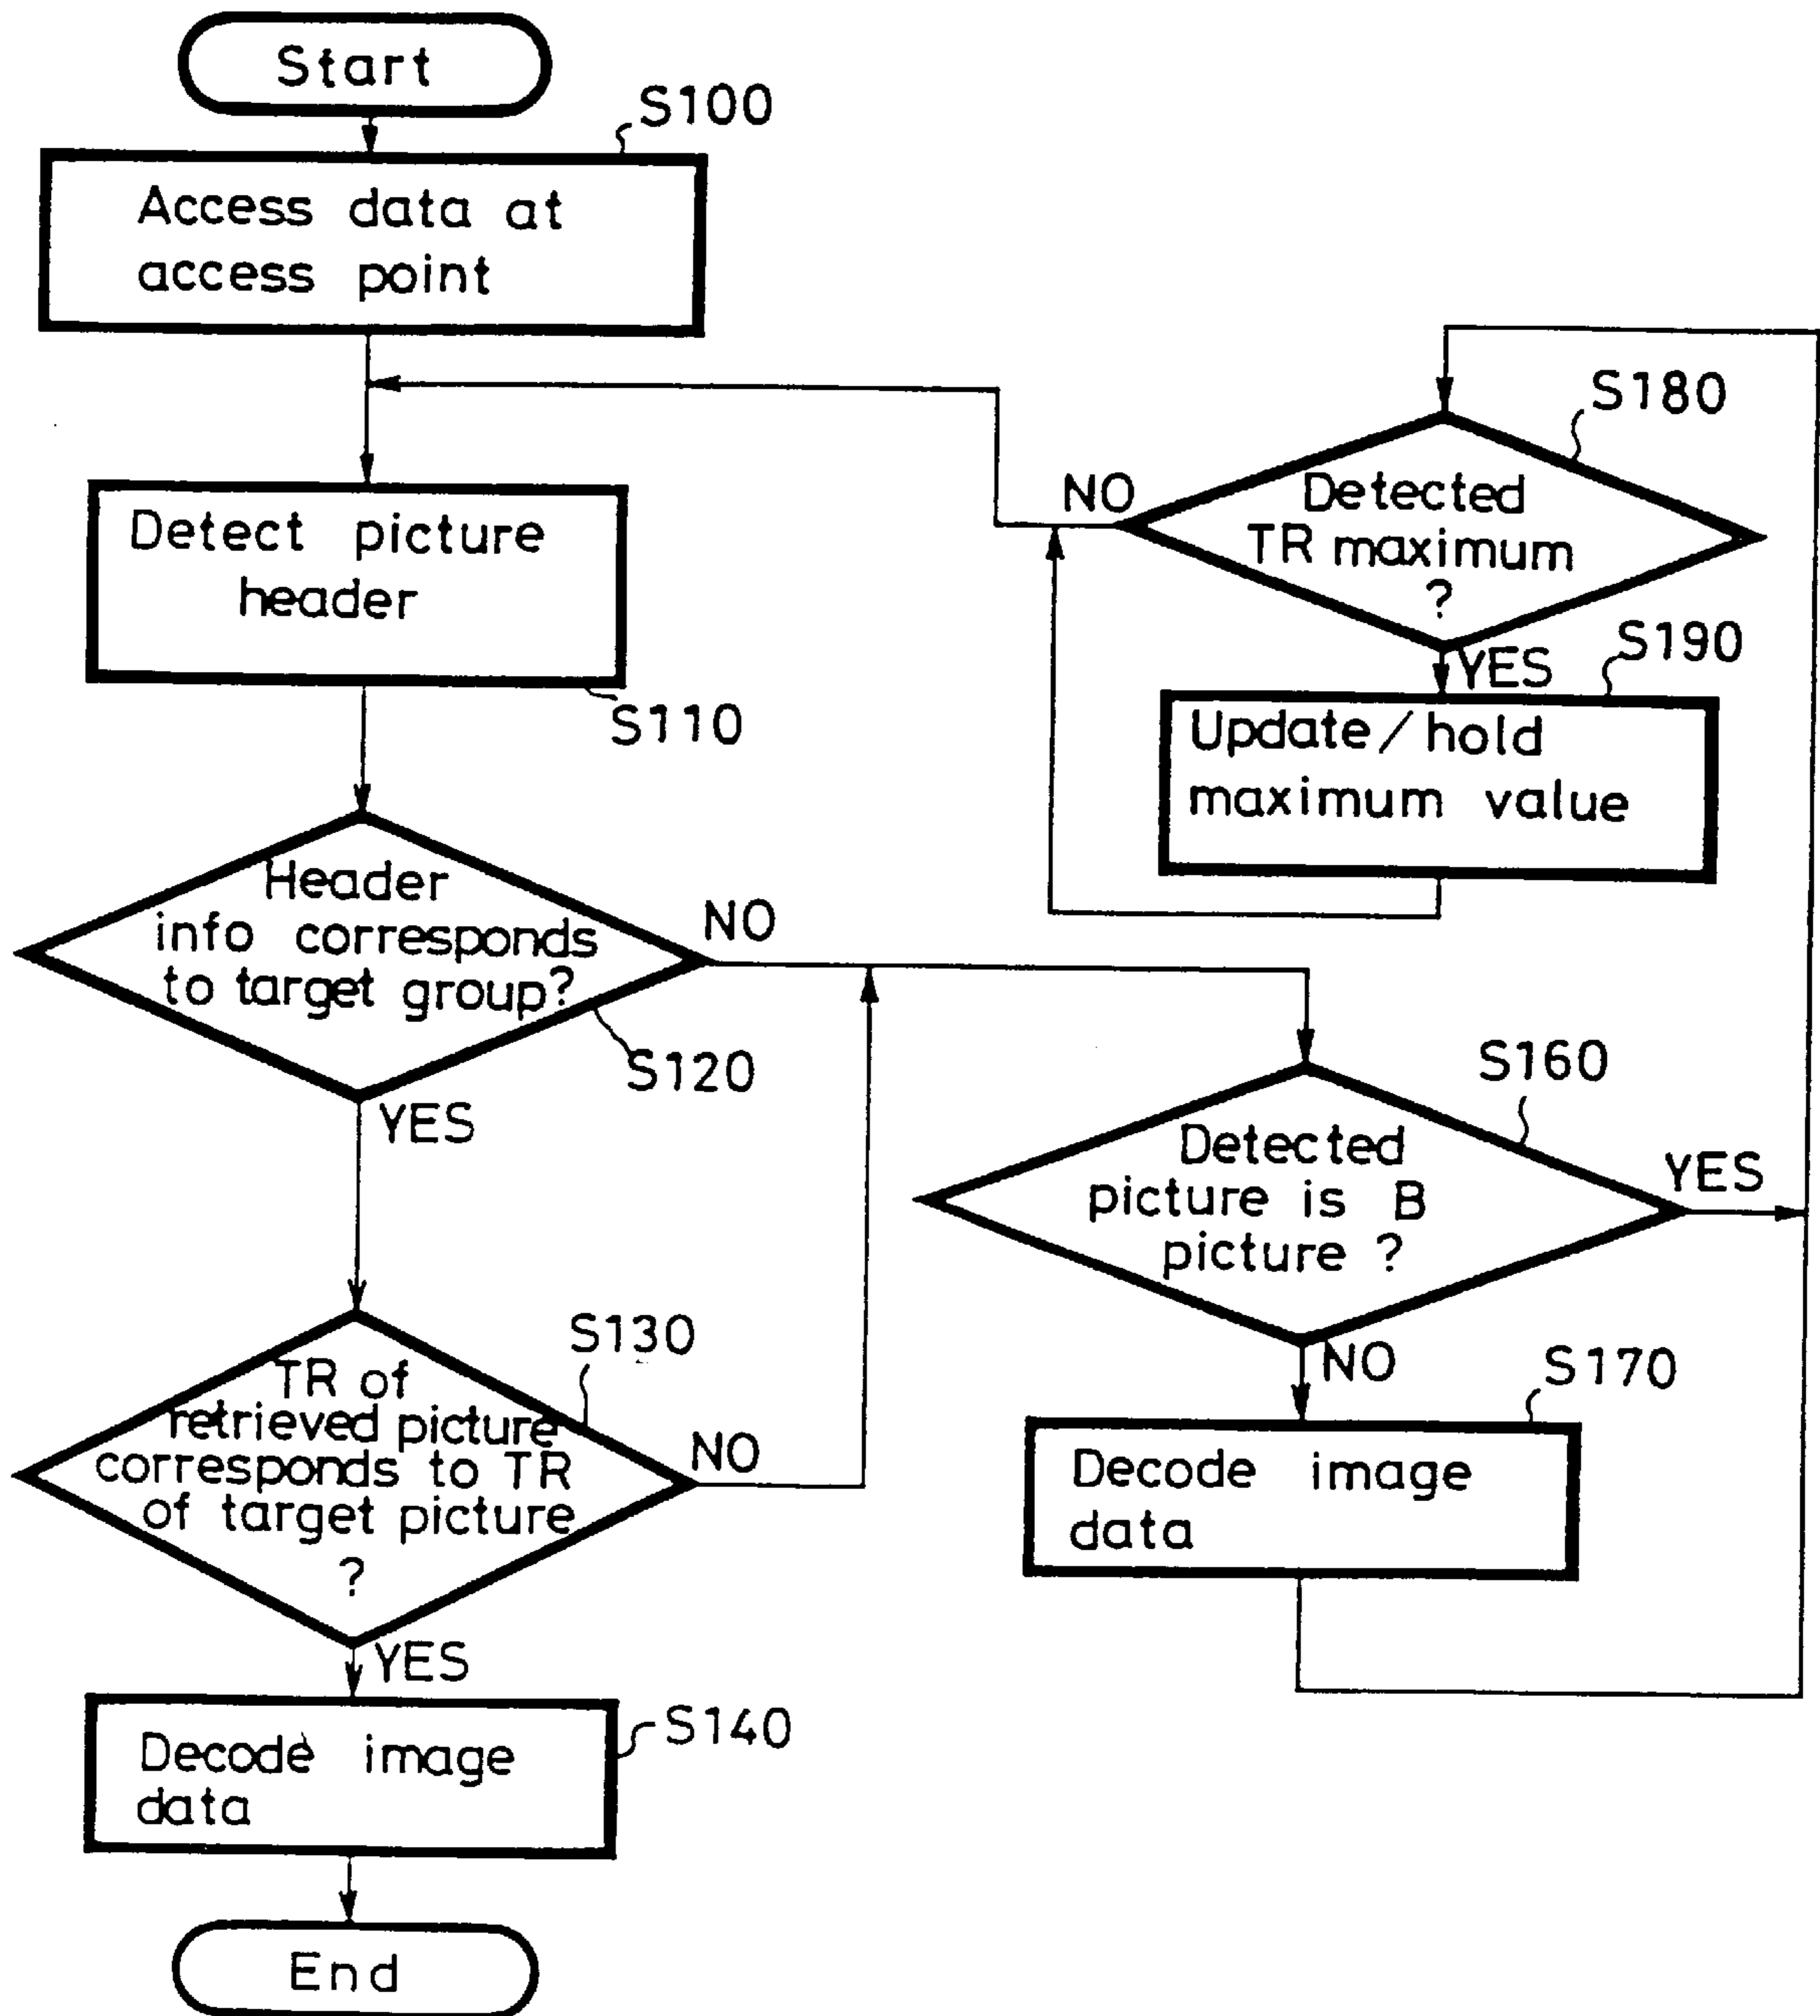 Start
S100
Access data at
access point
Detect picture
header
S110
Header
info corresponds
to target group?
NO
S120
YES
TR of
retrieved picture
corresponds to TR
of target picture
?
S130
NO
YES
Decode image
data
S140
End
S160
Detected
picture is B
picture ?
YES
NO
S170
Decode image
data
S180
Detected
TR maximum
?
NO
YES
S190
Update/hold
maximum value